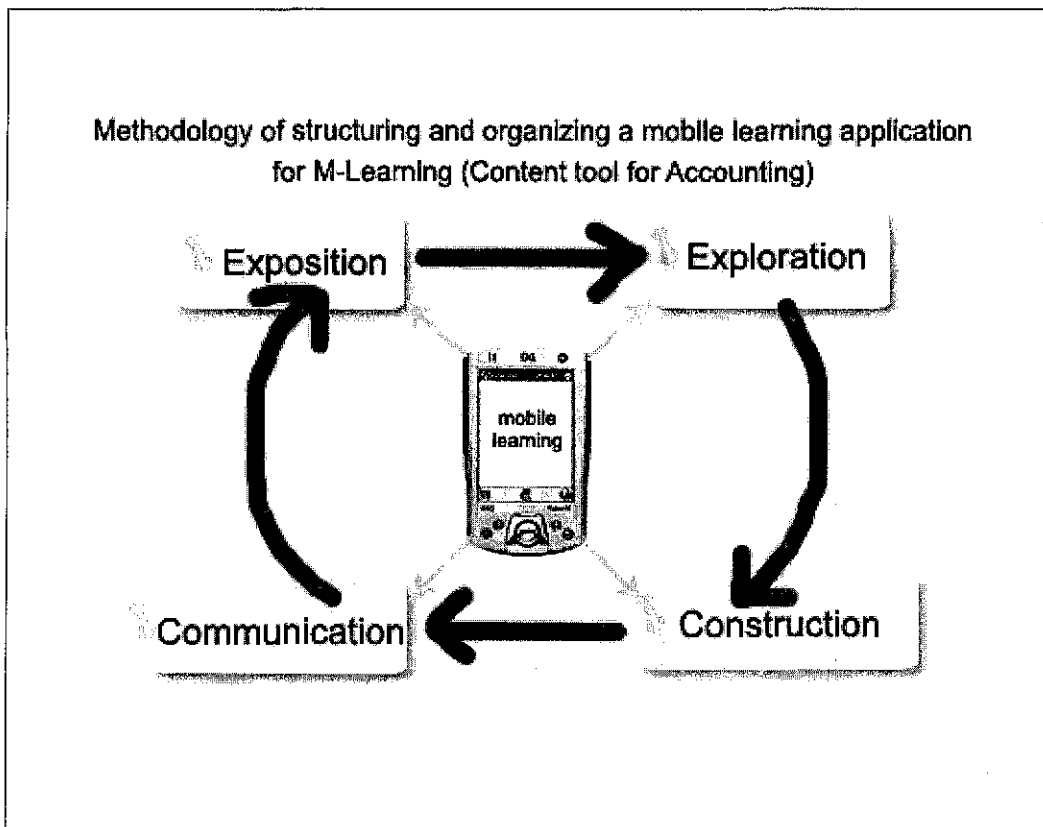 Methodology of structuring and organizing a mobile learning application
for M-Learning (Content tool for Accounting)
Exposition
Exploration
mobile
learning
Communication
Construction